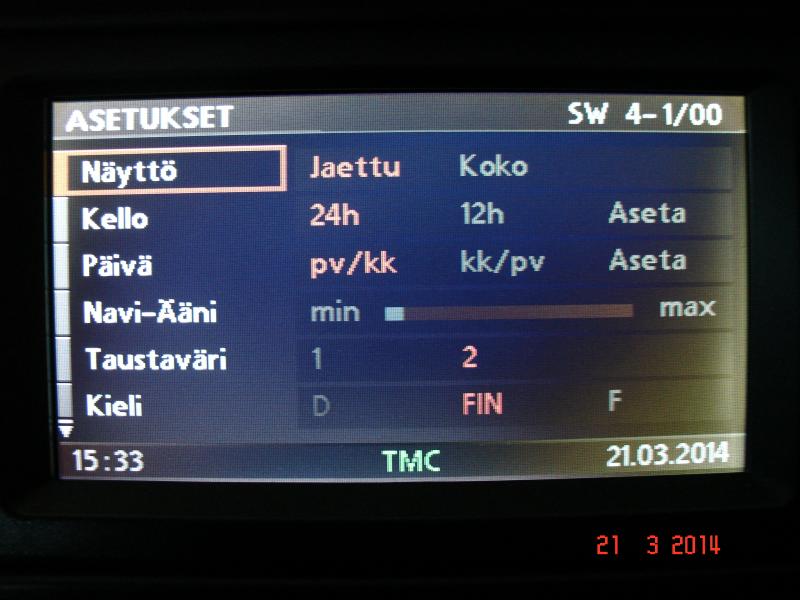 ASETUKSET SW 4-1/00
Näyttö Jaettu Koko
Kello 24h 12h Aseta
Päivä pv/kk kk/pv Aseta
Navi-Ääni min max
Taustaväri 1 2
Kieli D FIN F
15:33 TMC 21.03.2014
21 3 2014